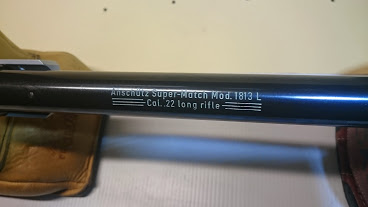 Anschütz Super-Match Mod. 1813 L
Cal. .22 long rifle